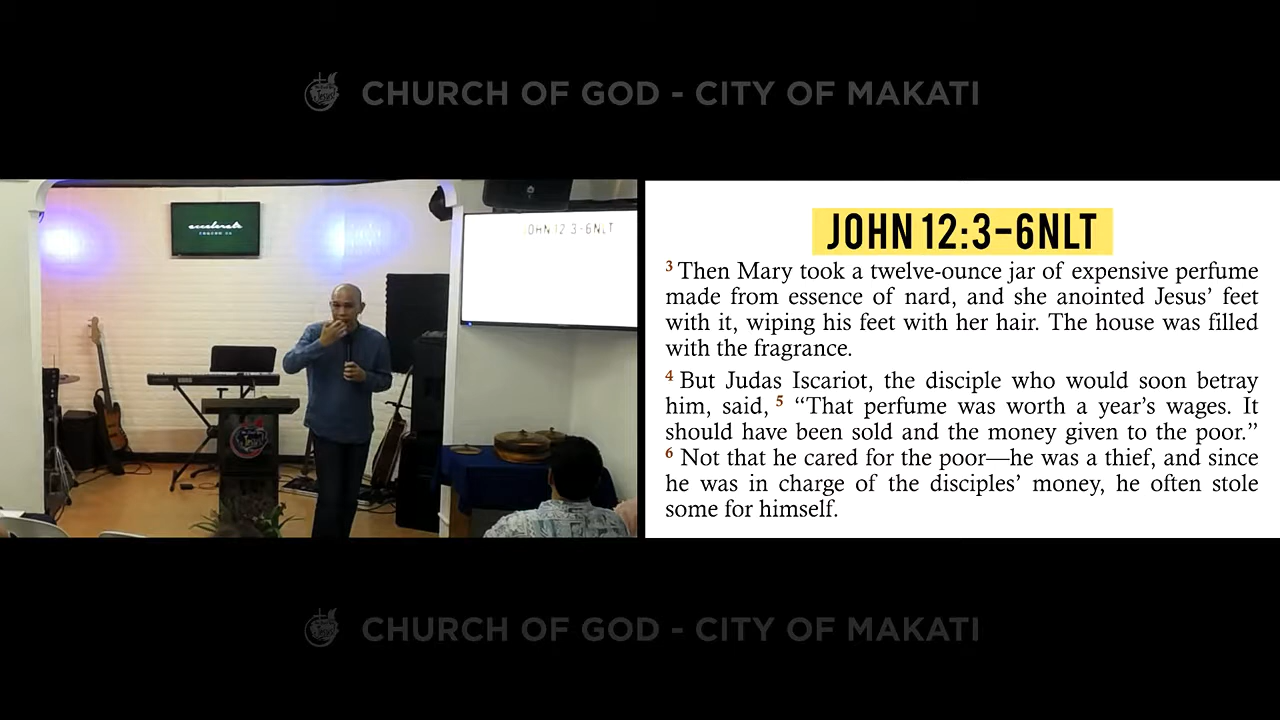 CHURCH OF GOD - CITY OF MAKATI
accelerate
JOHN 12:3-6NLT
JOHN 12:3-6NLT
3 Then Mary took a twelve-ounce jar of expensive perfume
made from essence of nard, and she anointed Jesus’ feet
with it, wiping his feet with her hair. The house was filled
with the fragrance.
4 But Judas Iscariot, the disciple who would soon betray
him, said, 5 “That perfume was worth a year’s wages. It
should have been sold and the money given to the poor.”
6 Not that he cared for the poor—he was a thief, and since
he was in charge of the disciples’ money, he often stole
some for himself.
CHURCH OF GOD - CITY OF MAKATI